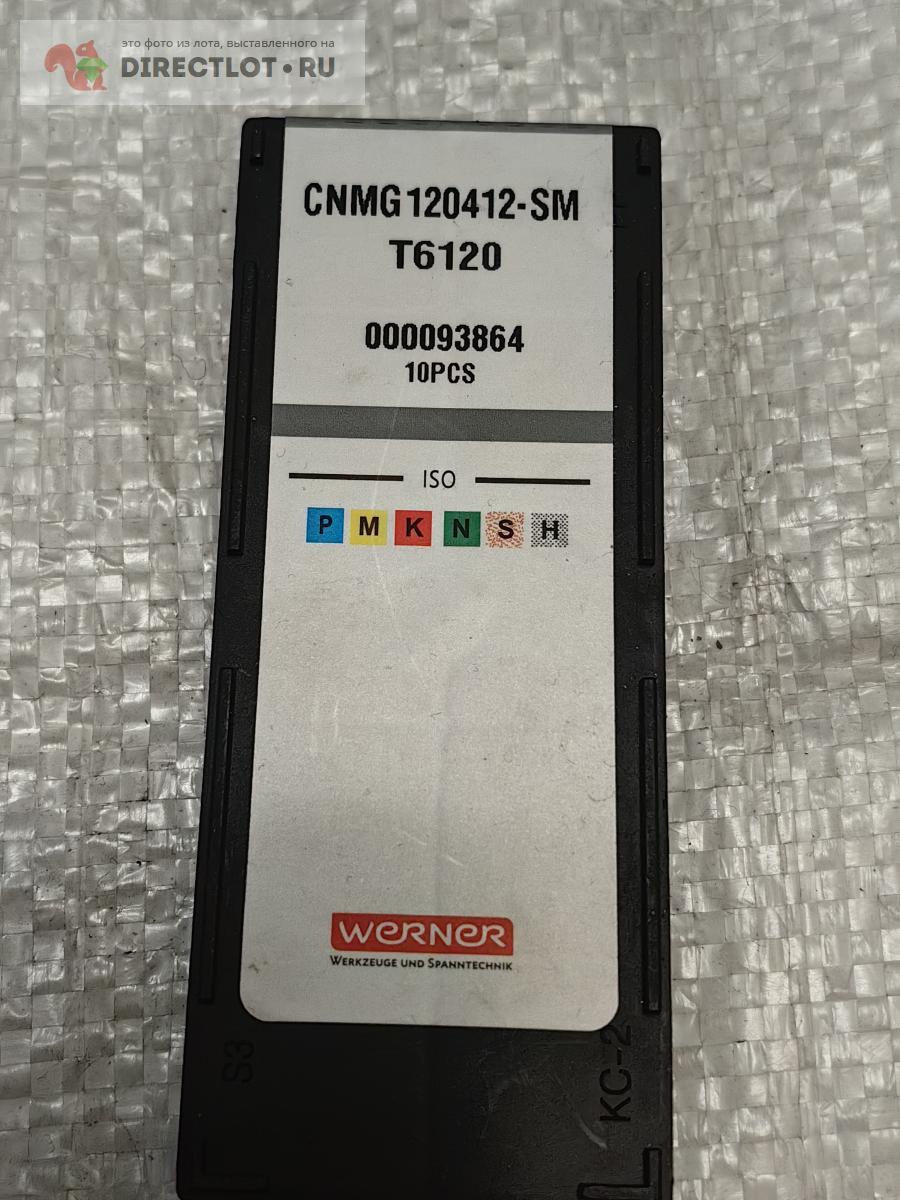 это фото из лота, выставленного на
DIRECTLOT.RU
CNMG120412-SM
T6120
000093864
10PCS
ISO
P M K N S H
WERNER
WERKZEUGE UND SPANNTECHNIK
S3
KC-2